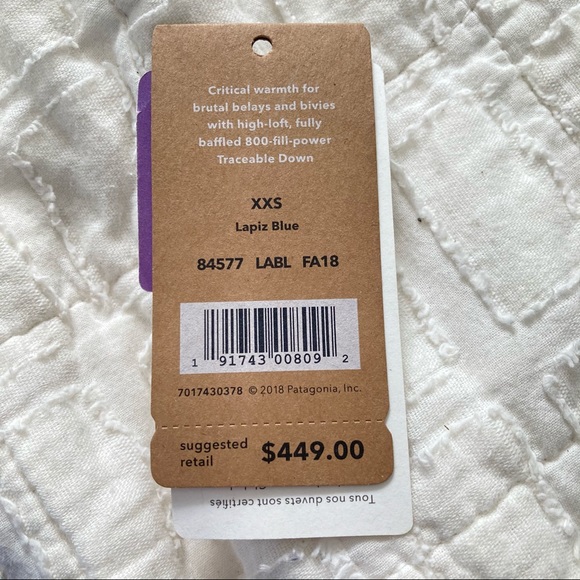 Critical warmth for
brutal belays and bivies
with high-loft, fully
baffled 800-fill-power
Traceable Down
XXS
Lapiz Blue
84577 LABL FA18
1 91743 00809 2
7017430378 © 2018 Patagonia, Inc.
suggested
retail $449.00
Tous nos duvets sont certifiés